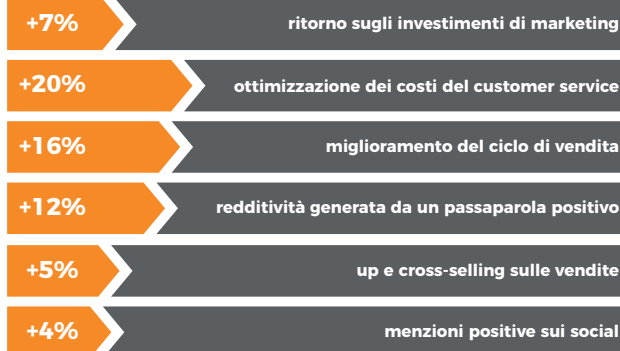 +7% ritorno sugli investimenti di marketing
+20% ottimizzazione dei costi del customer service
+16% miglioramento del ciclo di vendita
+12% redditività generata da un passaparola positivo
+5% up e cross-selling sulle vendite
+4% menzioni positive sui social